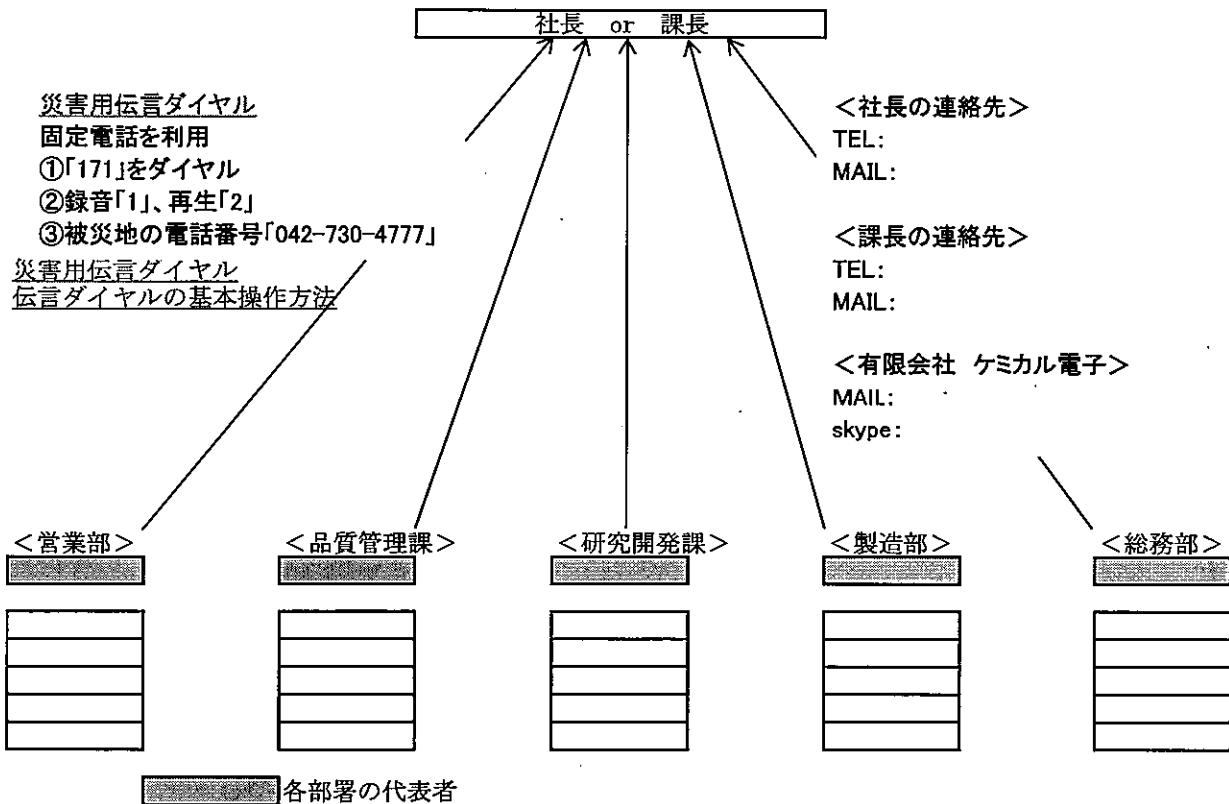 社長 or 課長
災害用伝言ダイヤル
固定電話を利用
①「171」をダイヤル
②録音「1」、再生「2」
③被災地の電話番号「042-730-4777」
災害用伝言ダイヤル
伝言ダイヤルの基本操作方法
＜社長の連絡先＞
TEL:
MAIL:
＜課長の連絡先＞
TEL:
MAIL:
＜有限会社 ケミカル電子＞
MAIL:
skype:
＜営業部＞ ＜品質管理課＞ ＜研究開発課＞ ＜製造部＞ ＜総務部＞
各部署の代表者